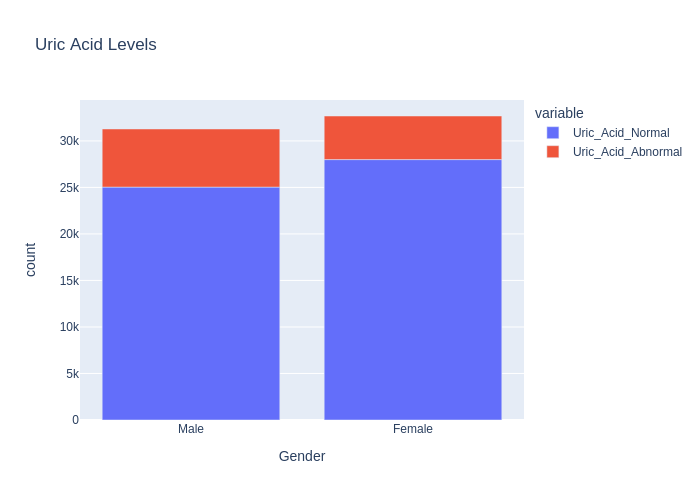 Uric Acid Levels
variable
Uric_Acid_Normal
Uric_Acid_Abnormal
count
30k
25k
20k
15k
10k
5k
0
Male
Female
Gender